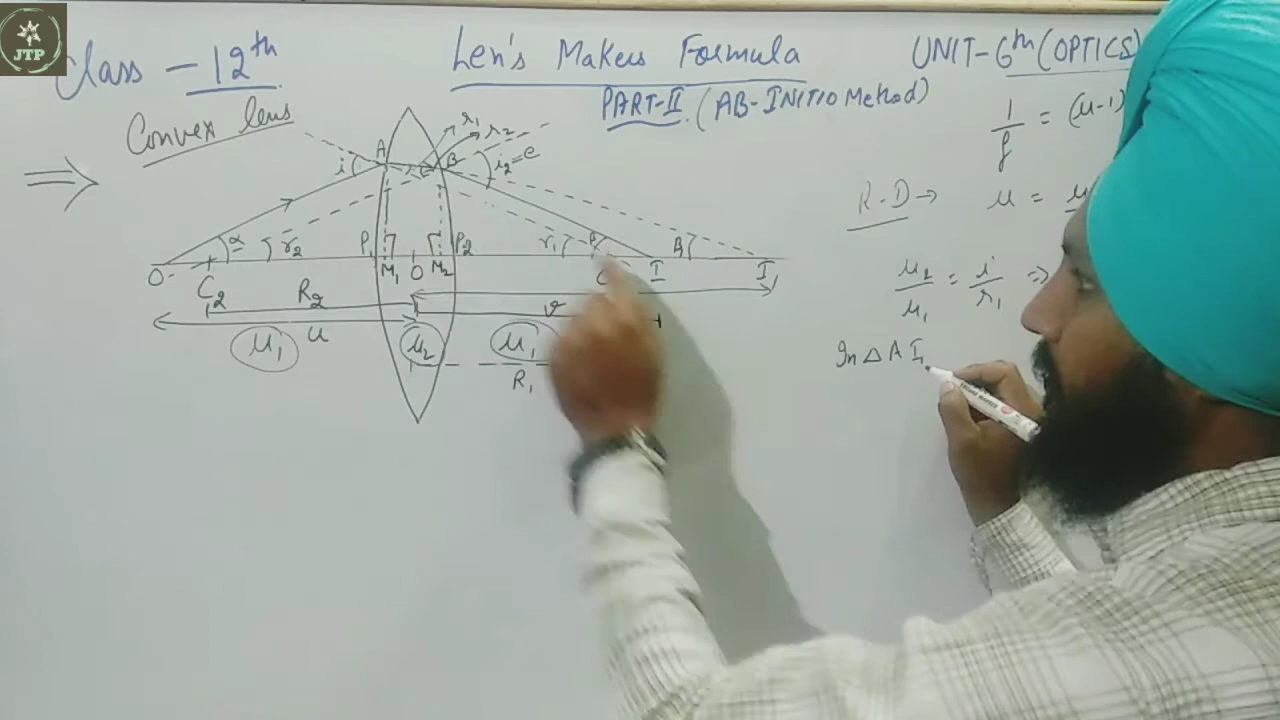 JTP
Class - 12th
Len's Makers Formula
UNIT-6th (OPTICS)
PART-II (AB-INITIO Method)
Convex lens
1/f = (μ-1)
R.D →
μ =
μ2/μ1 = i/r1 ⇒
In △ A I1
A
B
r1
r2
i
i2=e
α
r2
P1
P2
r1
β
β1
O
C2
M1
O
M2
C
I
I1
R2
v
u
μ1
μ2
μ1
R1